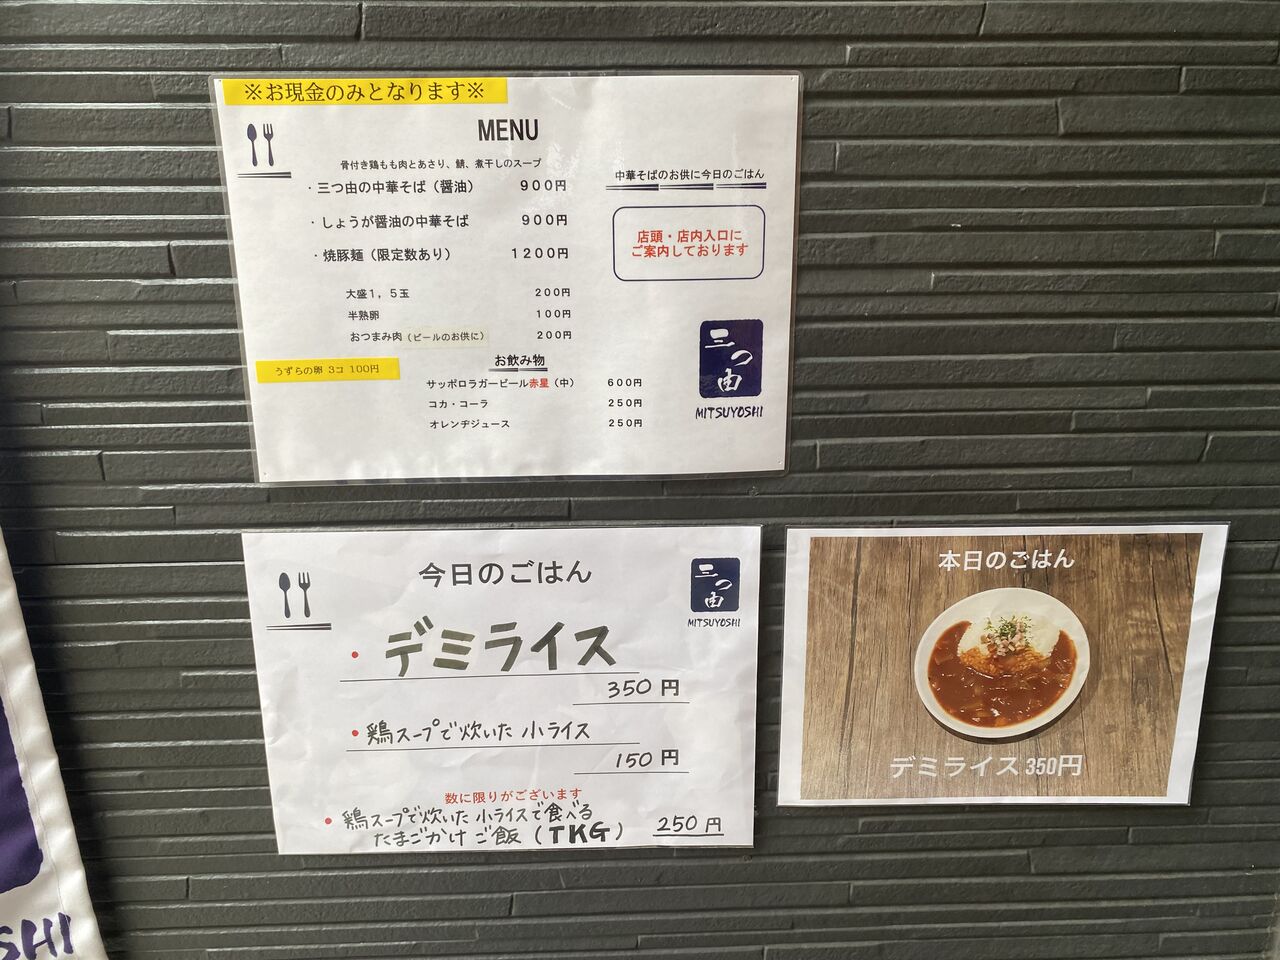 ※お現金のみとなります※
MENU
骨付き鶏もも肉とあさり、鯖、煮干しのスープ
・三つ由の中華そば（醤油） 900円
・しょうが醤油の中華そば 900円
・焼豚麺（限定数あり） 1200円
大盛1，5玉 200円
半熟卵 100円
おつまみ肉（ビールのお供に） 200円
うずらの卵 3コ 100円
お飲み物
サッポロラガービール赤星（中） 600円
コカ・コーラ 250円
オレンヂジュース 250円
中華そばのお供に今日のごはん
店頭・店内入口に
ご案内しております
三つ由
MITSUYOSHI
今日のごはん
三つ由
MITSUYOSHI
・デミライス
350円
・鶏スープで炊いた 小ライス
150円
数に限りがございます
・鶏スープで炊いた 小ライスで食べる
たまごかけ ご飯（TKG） 250円
本日のごはん
デミライス 350円
SHI